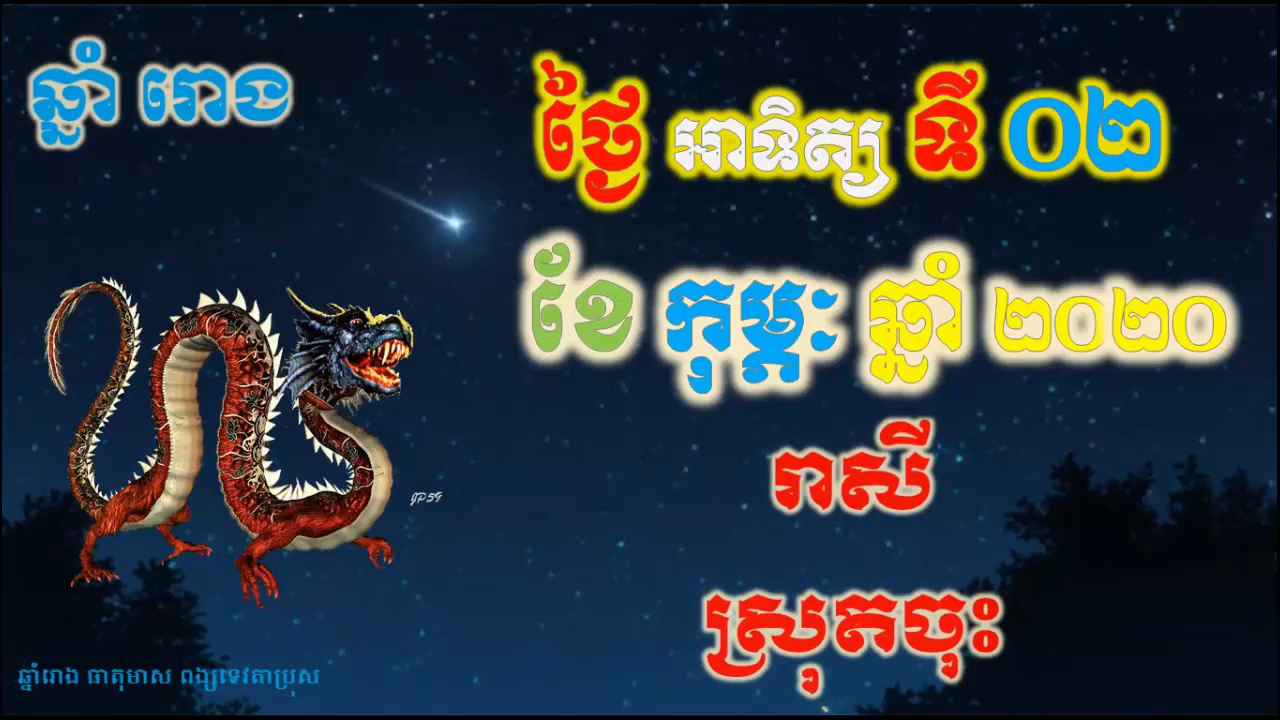 ឆ្នាំ រោង
ថ្ងៃ អាទិត្យ ទី ០២
ខែ កុម្ភៈ ឆ្នាំ ២០២០
រាសី
ស្រុតចុះ
JP59
ឆ្នាំរោង ធាតុមាស ពង្សទេវតាប្រុស